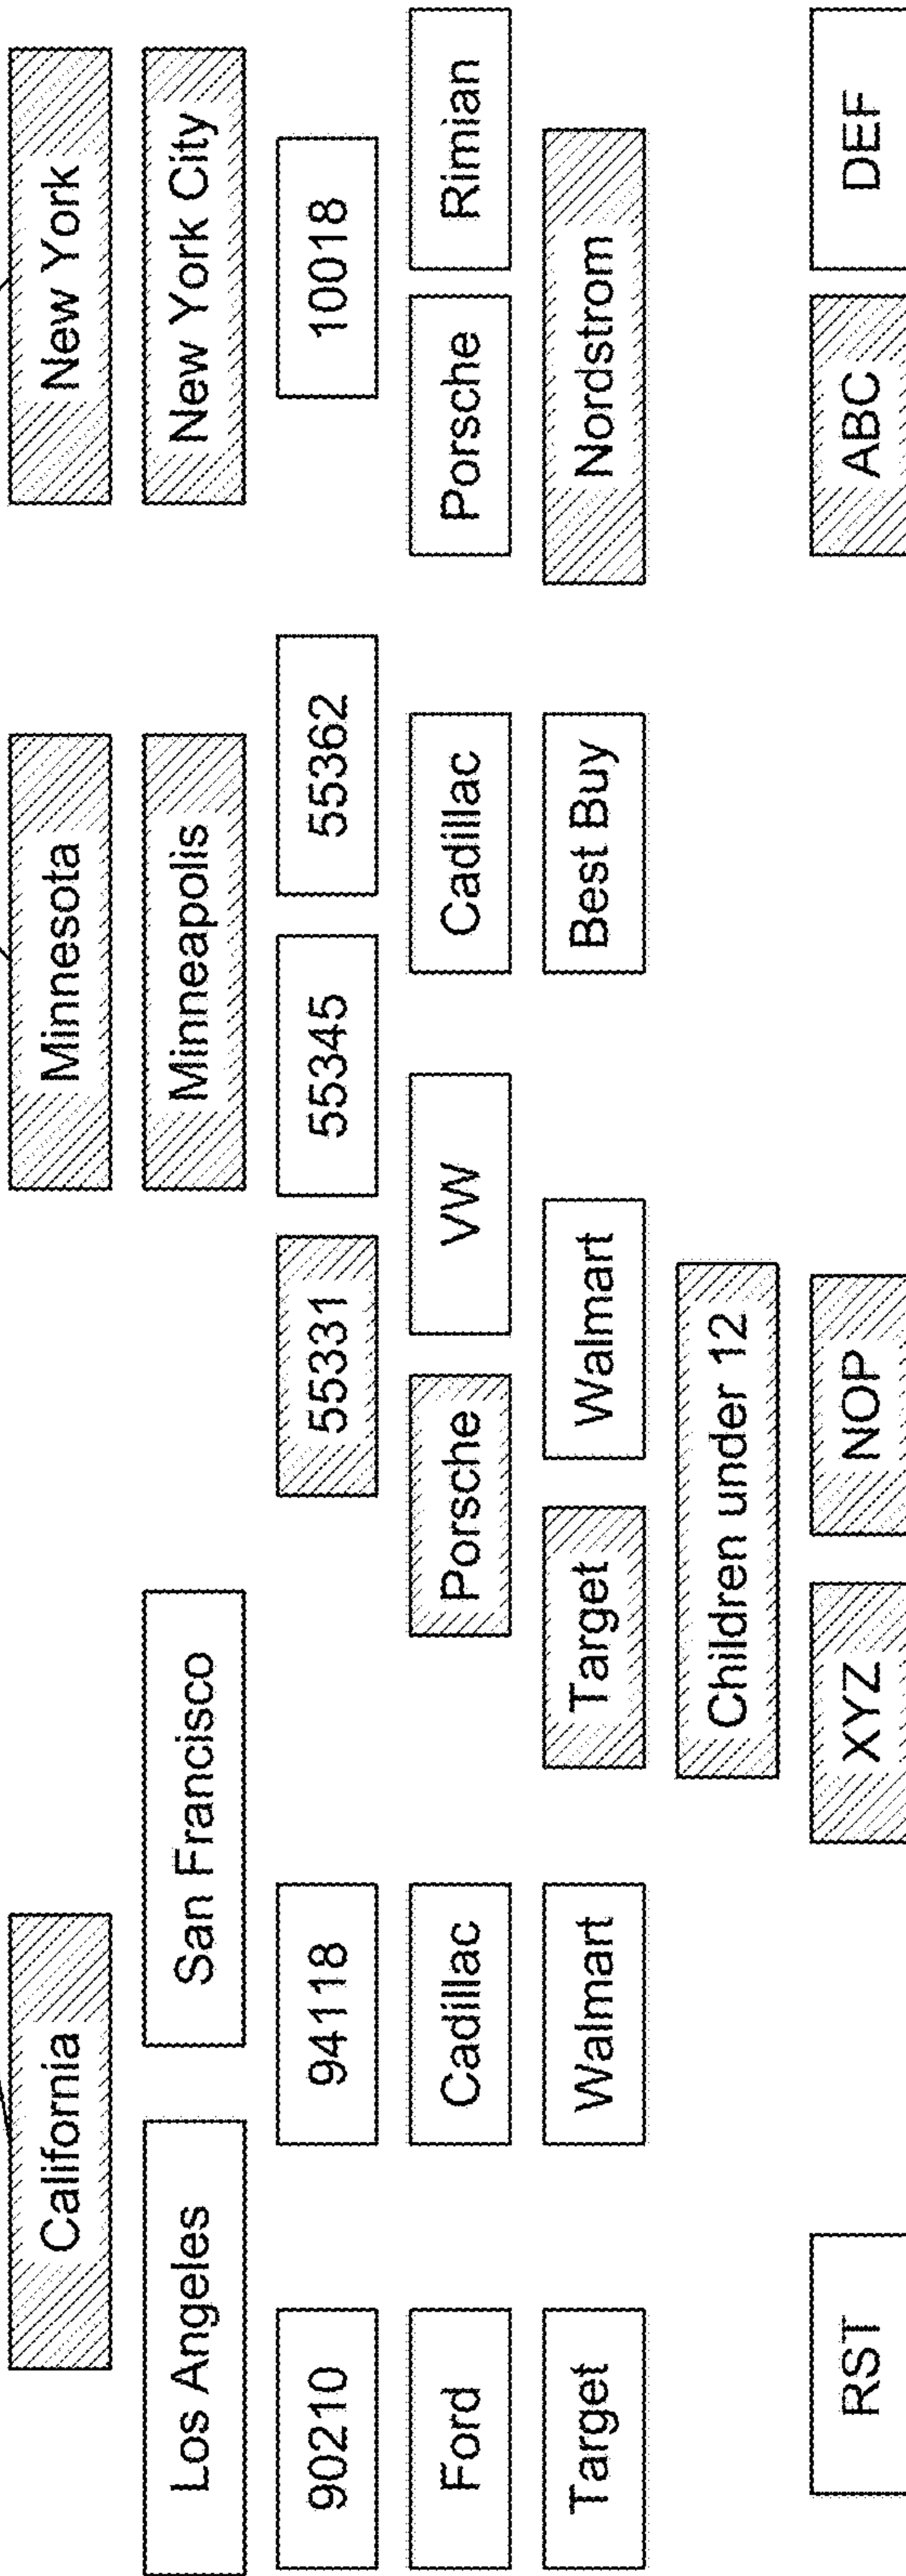 California
Minnesota
New York
Los Angeles
San Francisco
Minneapolis
New York City
90210
94118
55331
55345
55362
10018
Ford
Cadillac
Porsche
VW
Cadillac
Porsche
Rimian
Target
Walmart
Target
Walmart
Best Buy
Nordstrom
Children under 12
RST
XYZ
NOP
ABC
DEF